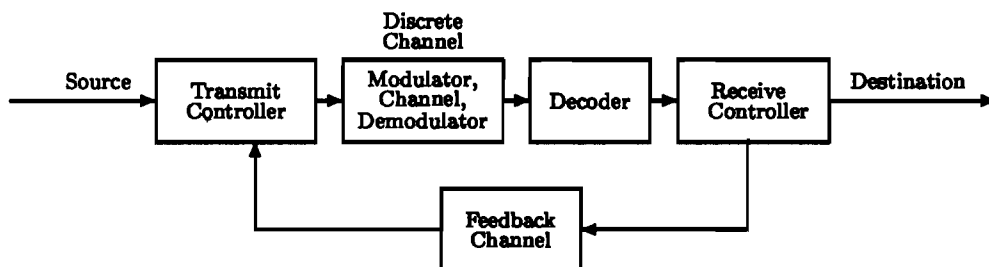 Discrete
Channel
Source
Transmit
Controller
Modulator,
Channel,
Demodulator
Decoder
Receive
Controller
Destination
Feedback
Channel